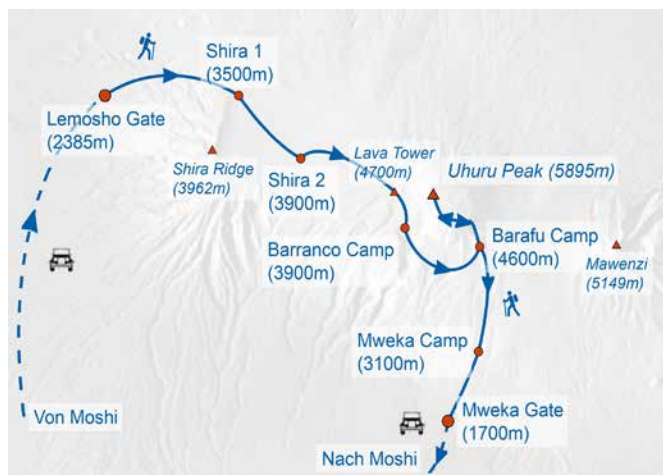 Shira 1
(3500m)
Lemosho Gate
(2385m)
Shira Ridge
(3962m)
Shira 2
(3900m)
Lava Tower
(4700m)
Uhuru Peak (5895m)
Barranco Camp
(3900m)
Barafu Camp
(4600m)
Mawenzi
(5149m)
Mweka Camp
(3100m)
Von Moshi
Mweka Gate
(1700m)
Nach Moshi